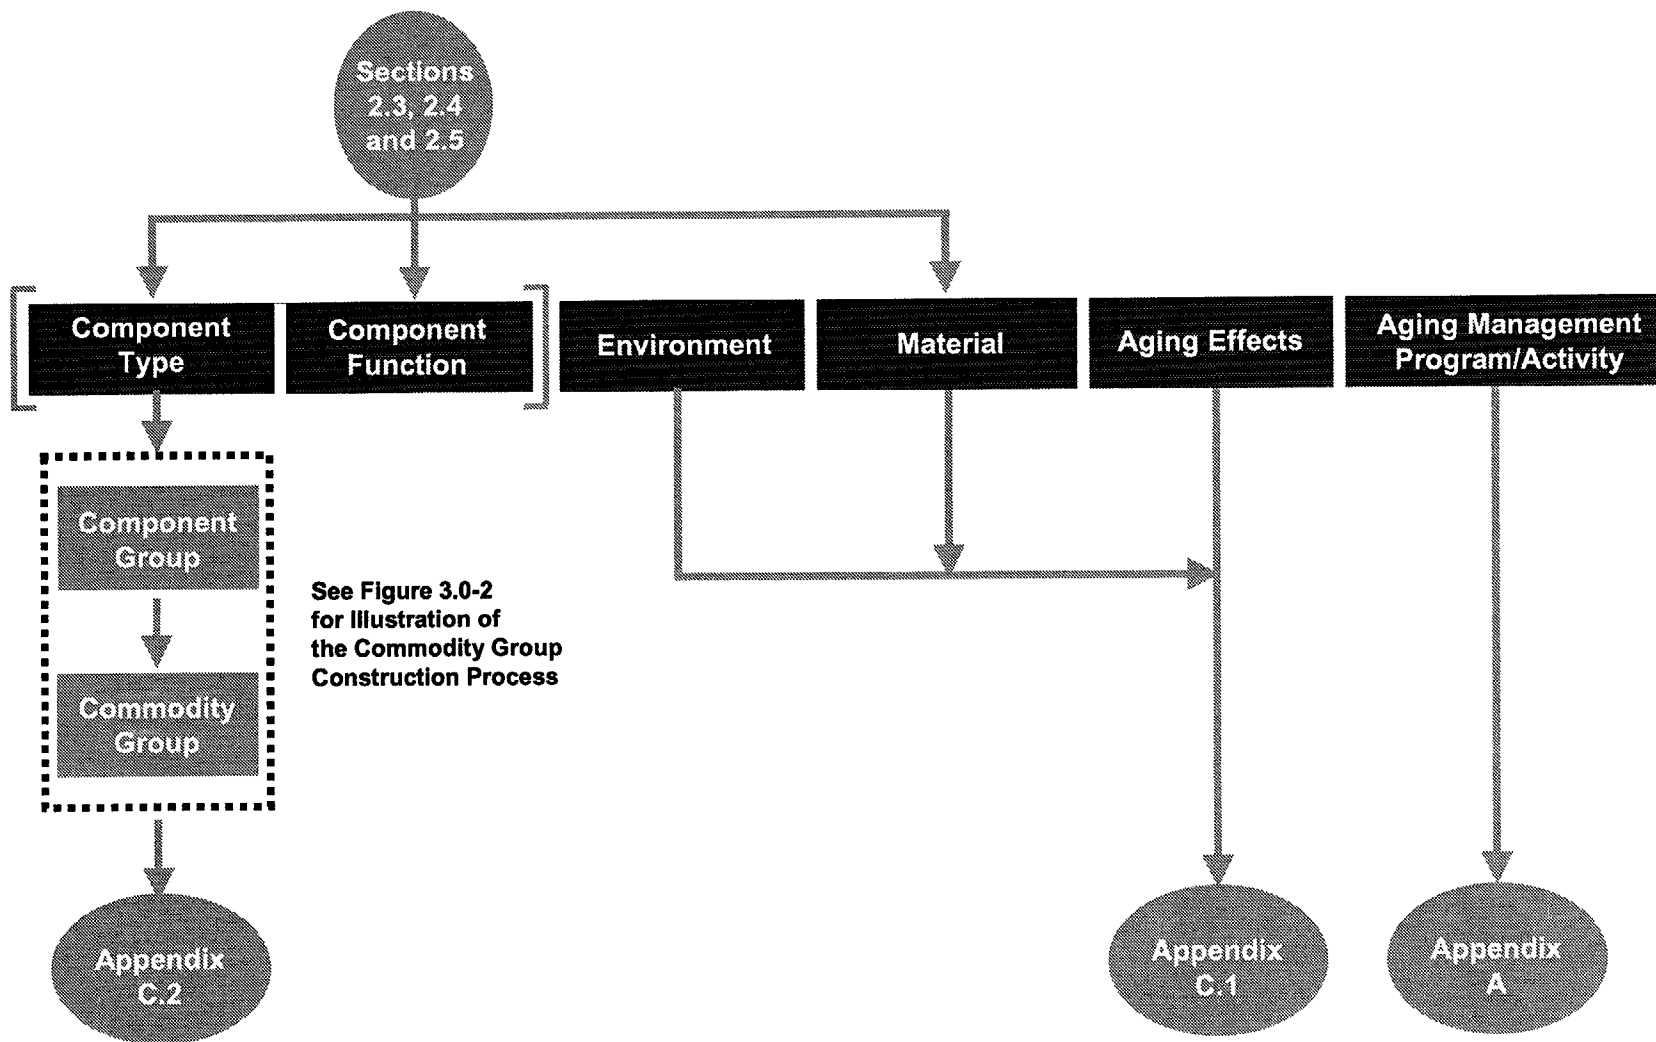 Sections
2.3, 2.4
and 2.5
Component
Type
Component
Function
Environment
Material
Aging Effects
Aging Management
Program/Activity
Component
Group
See Figure 3.0-2
for Illustration of
the Commodity Group
Construction Process
Commodity
Group
Appendix
C.2
Appendix
C.1
Appendix
A